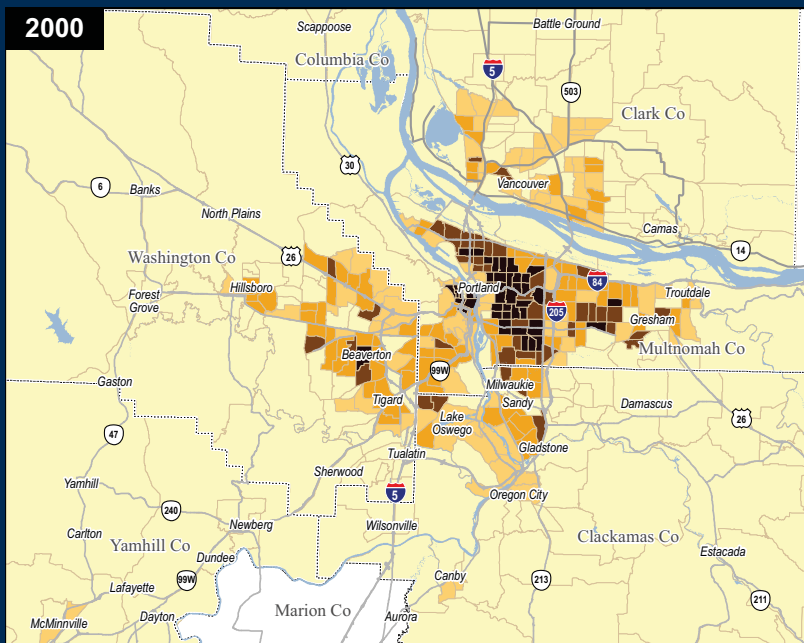 2000
Scappoose
Battle Ground
Columbia Co
5
503
Clark Co
30
6
Banks
Vancouver
North Plains
Camas
Washington Co
26
14
Forest
Grove
Hillsboro
Portland
84
Troutdale
205
Gresham
Multnomah Co
Beaverton
99W
Gaston
Tigard
Milwaukie
Sandy
Damascus
Lake
Oswego
26
47
Gladstone
Tualatin
Sherwood
Yamhill
5
Oregon City
240
Newberg
Wilsonville
Carlton
Yamhill Co
Clackamas Co
Dundee
Estacada
99W
Canby
213
Lafayette
211
Marion Co
Aurora
McMinnville
Dayton